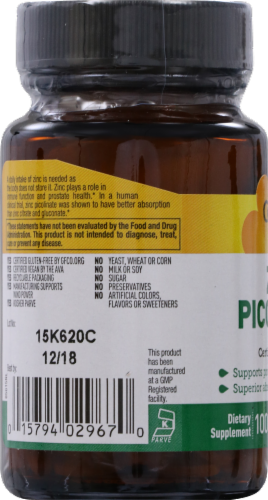 A daily intake of zinc is needed as
the body does not store it. Zinc plays a role in
immune function and prostate health.* In a human
clinical trial, zinc picolinate was shown to have better absorption
than zinc citrate and gluconate.*
*These statements have not been evaluated by the Food and Drug
Administration. This product is not intended to diagnose, treat,
cure or prevent any disease.
YES CERTIFIED GLUTEN-FREE BY GFCO.ORG
YES CERTIFIED VEGAN BY THE AVA
YES RECYCLABLE PACKAGING
YES MANUFACTURING SUPPORTS
WINDPOWER
YES KOSHER PARVE
NO YEAST, WHEAT OR CORN
NO MILK OR SOY
NO SUGAR
NO PRESERVATIVES
NO ARTIFICIAL COLORS,
FLAVORS OR SWEETENERS
15K620C
12/18
by:
This product
has been
manufactured
at a GMP
Registered
facility.
0 15794 02967 0
K
PARVE
PICO
Cert
Supports
Superior
Dietary
Supplement
100